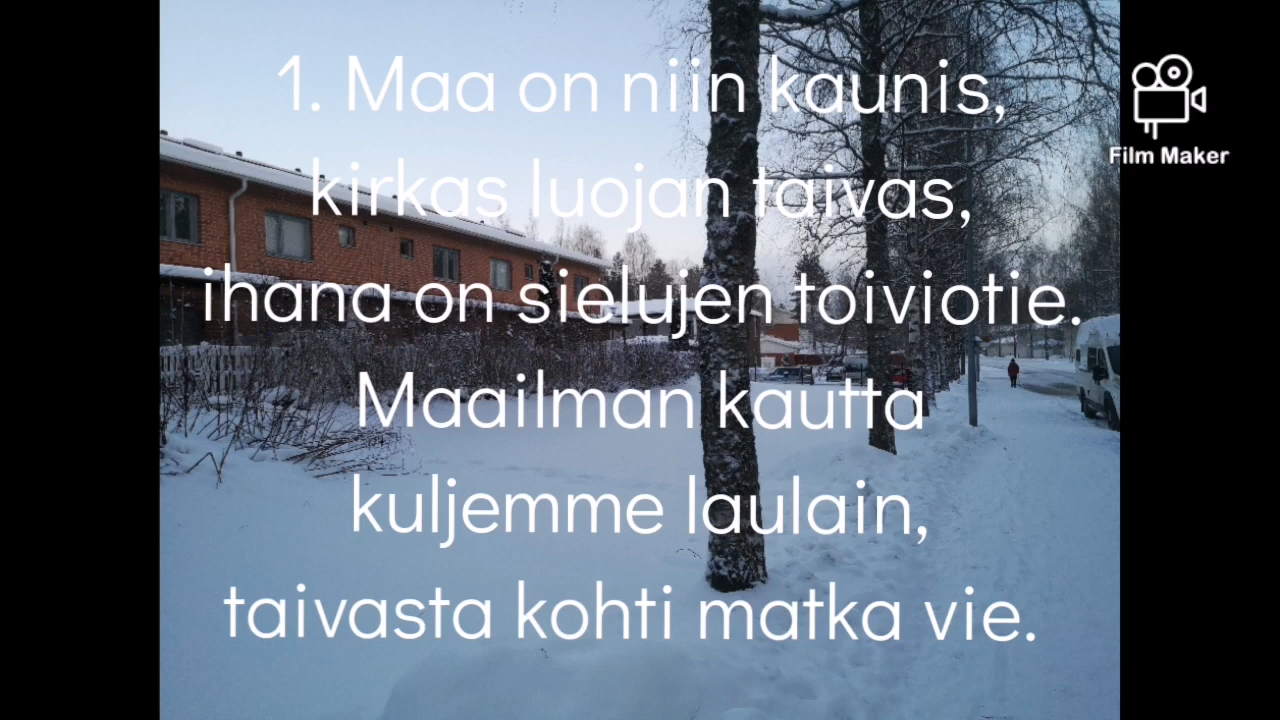 1. Maa on niin kaunis,
kirkas luojan taivas,
ihana on sielujen toiviotie.
Maailman kautta
kuljemme laulain,
taivasta kohti matka vie.
Film Maker